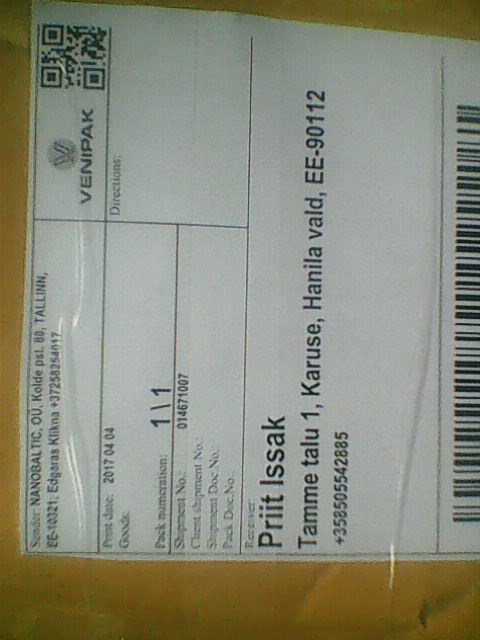 Sender: NANOBALTIC, OÜ, Kolde pst. 88, TALLINN,
EE-10321, Edgaras Klikna +37258254017
VENIPAK
Print date: 2017 04 04
Goods:
Directions:
Pack numeration: 1\1
Shipment No.: 014671007
Client shipment No.:
Shipment Doc.No.:
Pack Doc.No.:
Receiver:
Priit Issak
Tamme talu 1, Karuse, Hanila vald, EE-90112
+358505542885